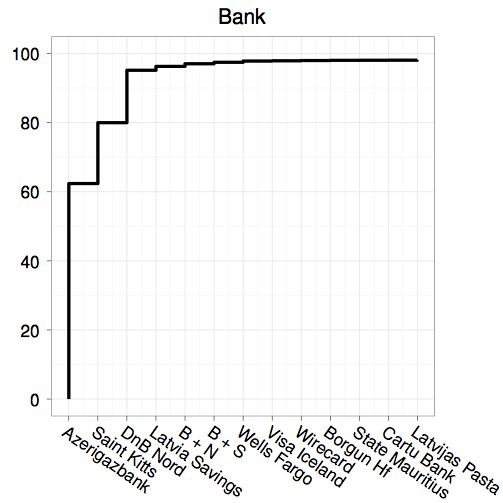 Bank
100
80
60
40
20
0
Azerigazbank
Saint Kitts
DnB Nord
Latvia Savings
B + N
B + S
Wells Fargo
Visa Iceland
Wirecard
Borgun Hf
State Mauritius
Cartu Bank
Latvijas Pasta